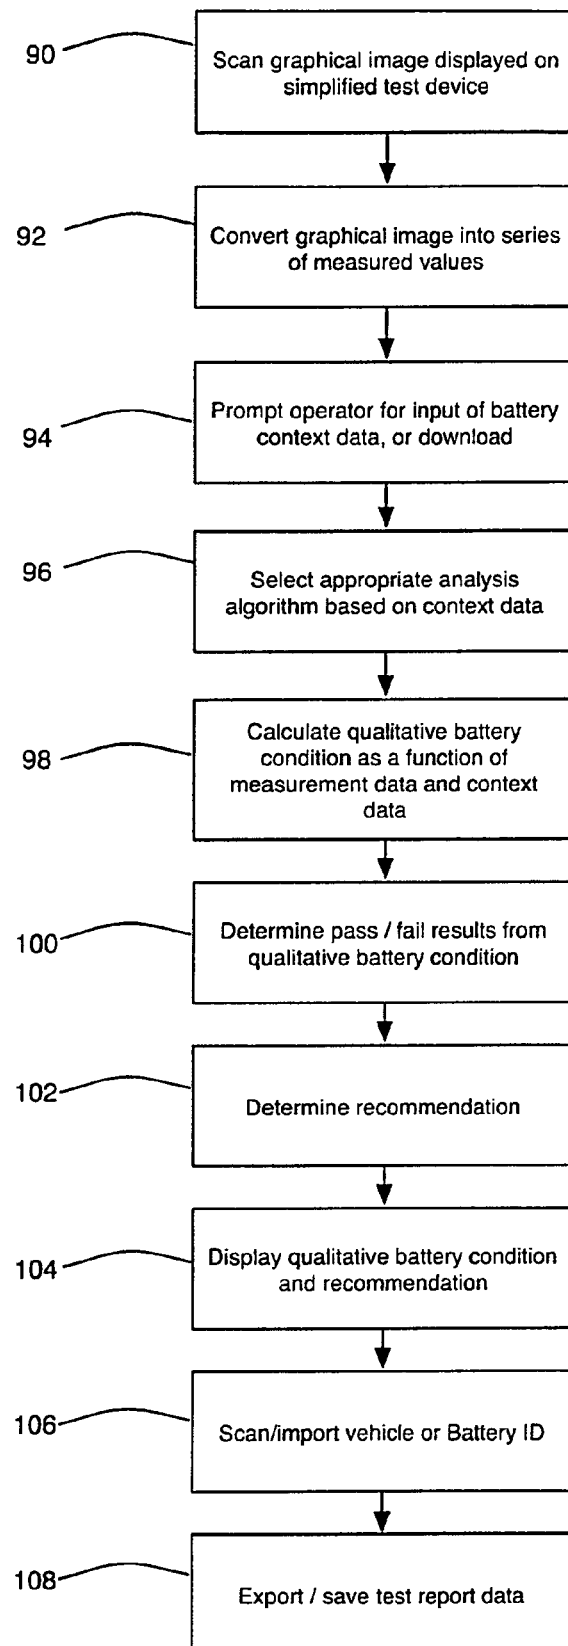 90
Scan graphical image displayed on
simplified test device
92
Convert graphical image into series
of measured values
94
Prompt operator for input of battery
context data, or download
96
Select appropriate analysis
algorithm based on context data
98
Calculate qualitative battery
condition as a function of
measurement data and context
data
100
Determine pass / fail results from
qualitative battery condition
102
Determine recommendation
104
Display qualitative battery condition
and recommendation
106
Scan/import vehicle or Battery ID
108
Export / save test report data